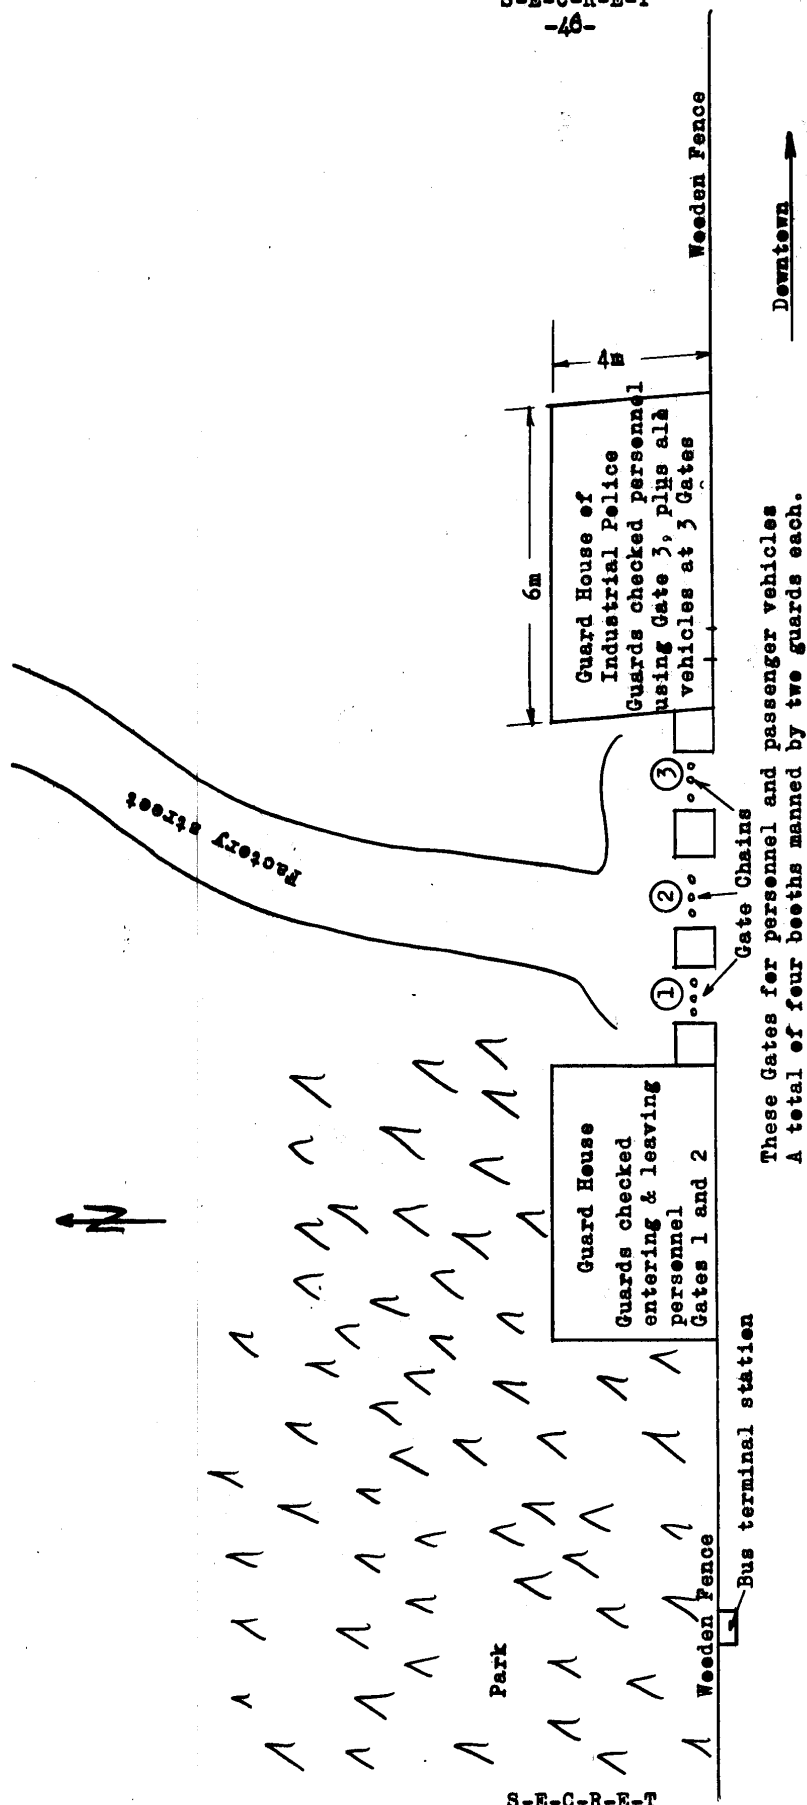 S-E-C-R-E-T
-48-
N
Factory street
6m
4m
Guard House of
Industrial Police
Guards checked personnel
using Gate 3, plus all
vehicles at 3 Gates
Wooden Fence
Downtown
Guard House
Guards checked
entering & leaving
personnel
Gates 1 and 2
1
2
3
Gate Chains
Park
Wooden Fence
Bus terminal station
These Gates for personnel and passenger vehicles
A total of four booths manned by two guards each.
S-E-C-R-E-T